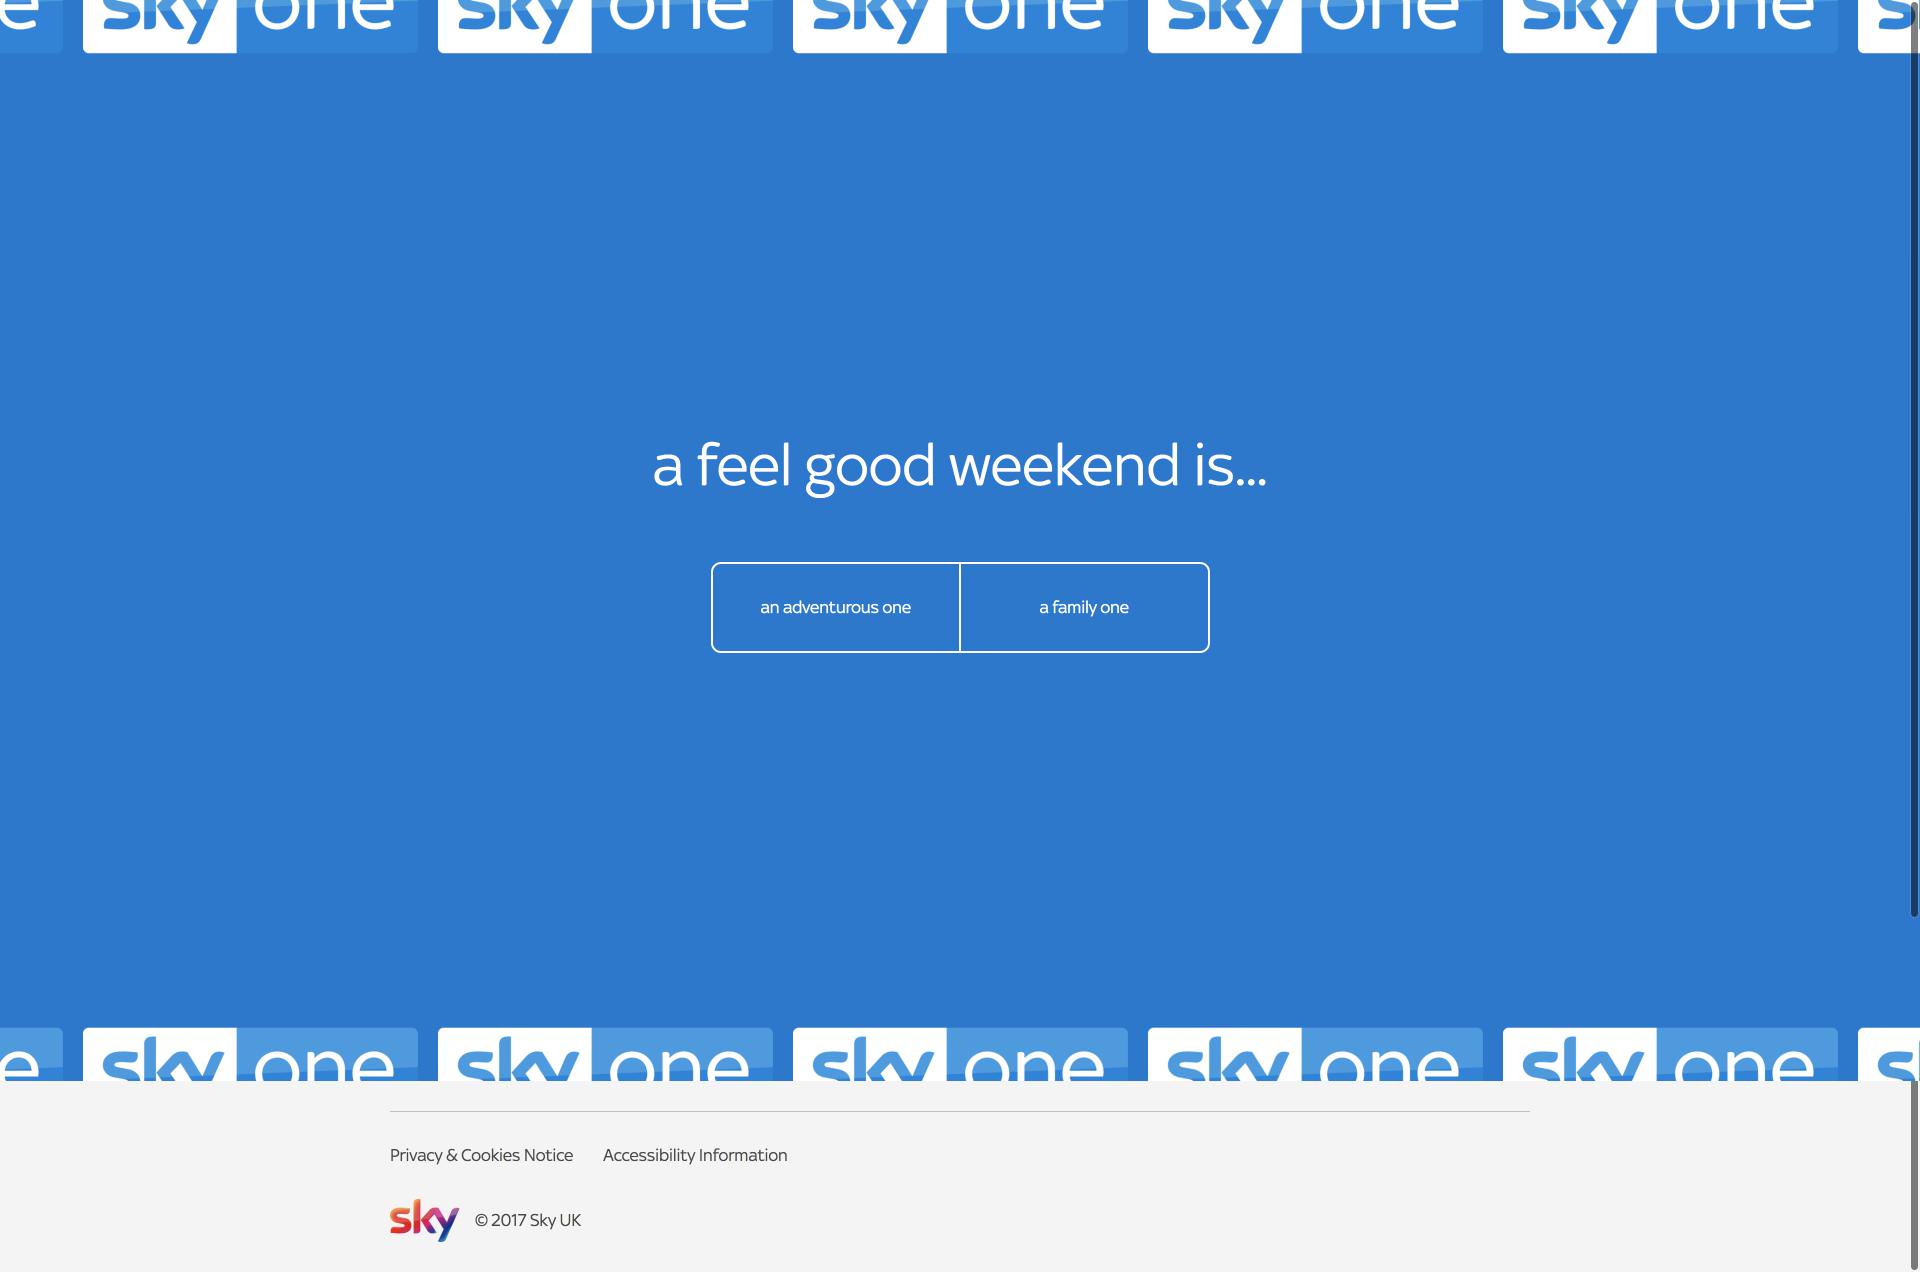 e sky one sky one sky one sky one sky one s
a feel good weekend is...
an adventurous one
a family one
e sky one sky one sky one sky one sky one s
Privacy & Cookies Notice
Accessibility Information
sky © 2017 Sky UK